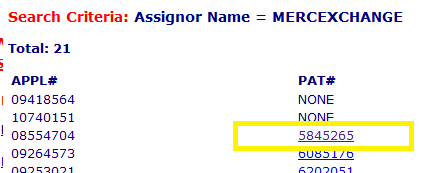 Search Criteria: Assignor Name = MERCEXCHANGE
Total: 21
APPL# PAT#
09418564 NONE
10740151 NONE
08554704 5845265
09264573 6085176
09253021 6202051